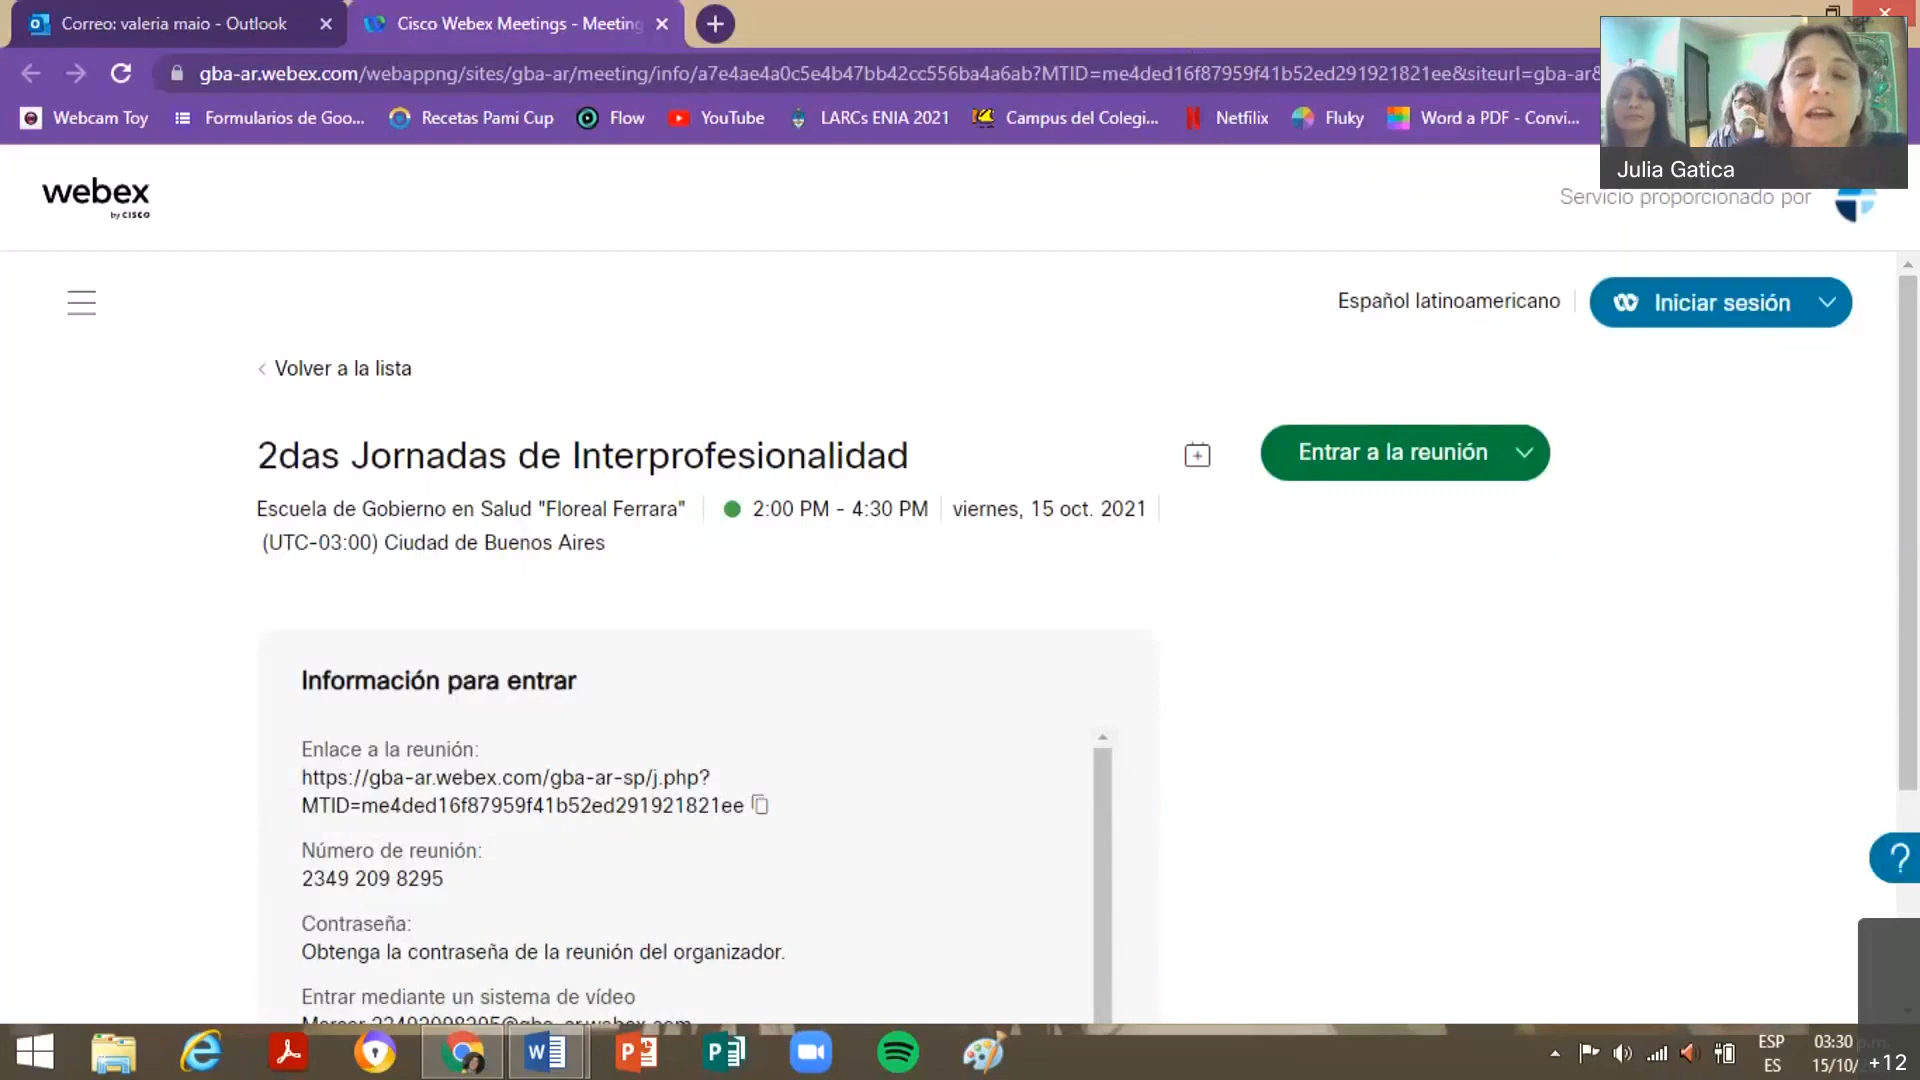 Correo: valeria maio - Outlook
Cisco Webex Meetings - Meeting
gba-ar.webex.com/webappng/sites/gba-ar/meeting/info/a7e4ae4a0c5e4b47bb42cc556ba4a6ab?MTID=me4ded16f87959f41b52ed291921821ee&siteurl=gba-ar&
Webcam Toy
Formularios de Goo...
Recetas Pami Cup
Flow
YouTube
LARCs ENIA 2021
Campus del Colegi...
Netfilix
Fluky
Word a PDF - Convi...
Julia Gatica
webex
by CISCO
Servicio proporcionado por
Español latinoamericano
Iniciar sesión
Volver a la lista
2das Jornadas de Interprofesionalidad
Entrar a la reunión
Escuela de Gobierno en Salud "Floreal Ferrara"
2:00 PM - 4:30 PM
viernes, 15 oct. 2021
(UTC-03:00) Ciudad de Buenos Aires
Información para entrar
Enlace a la reunión:
https://gba-ar.webex.com/gba-ar-sp/j.php?
MTID=me4ded16f87959f41b52ed291921821ee
Número de reunión:
2349 209 8295
Contraseña:
Obtenga la contraseña de la reunión del organizador.
Entrar mediante un sistema de vídeo
Marcar 23492098295@gba-ar.webex.com
?
ESP
ES
03:30 p.m.
15/10/
+12